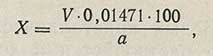 X = V·0,01471·100 / a ,